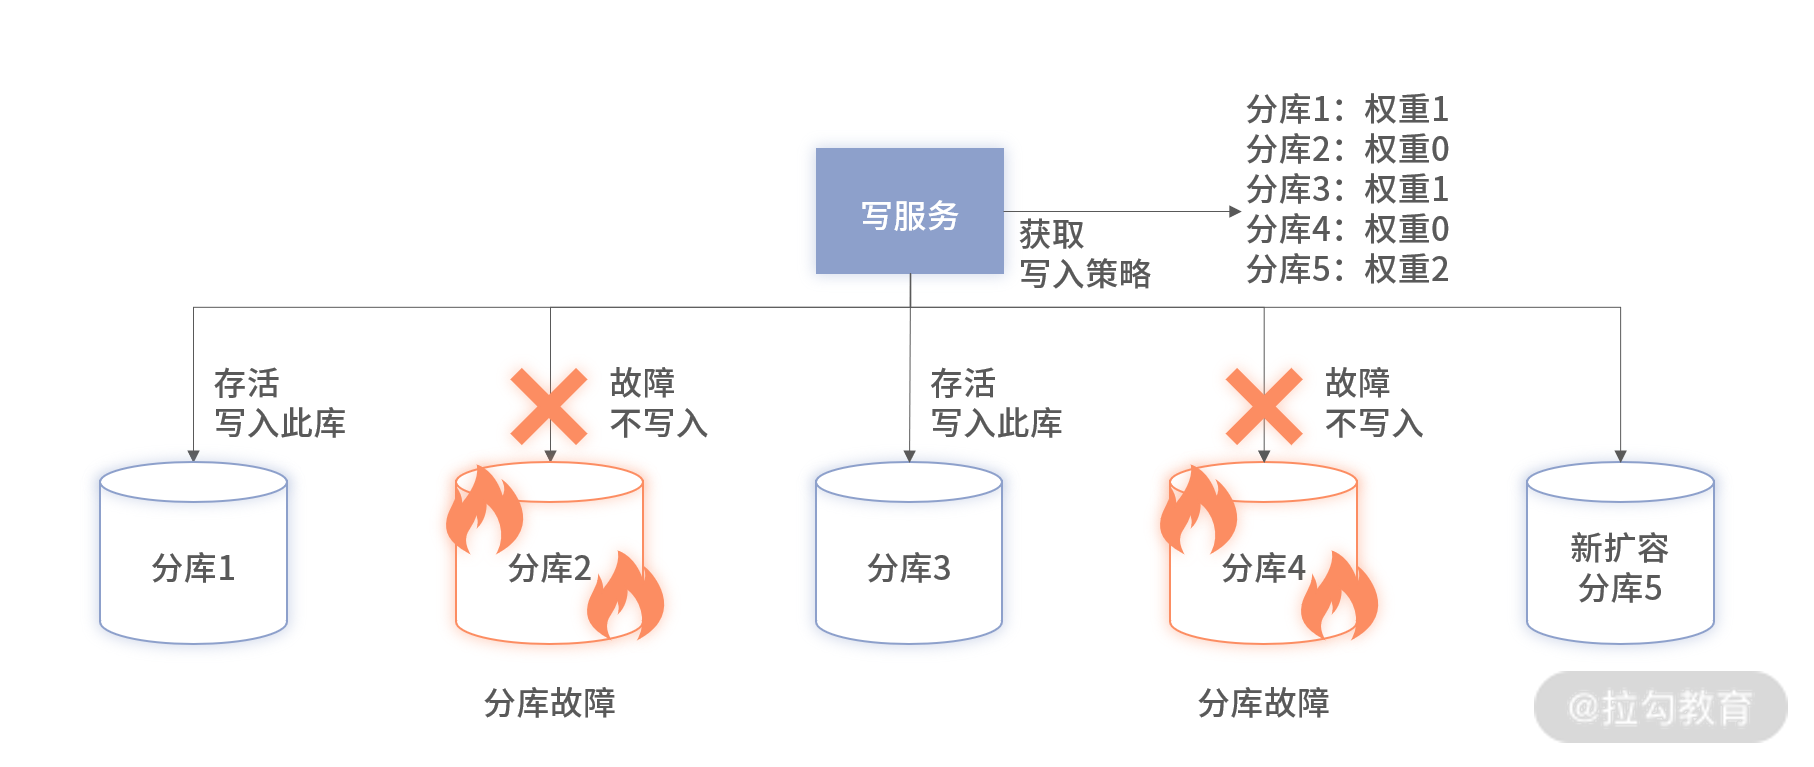 分库1：权重1
分库2：权重0
分库3：权重1
分库4：权重0
分库5：权重2
写服务
获取
写入策略
存活
写入此库
故障
不写入
存活
写入此库
故障
不写入
分库1
分库2
分库3
分库4
新扩容
分库5
分库故障
分库故障
@拉勾教育